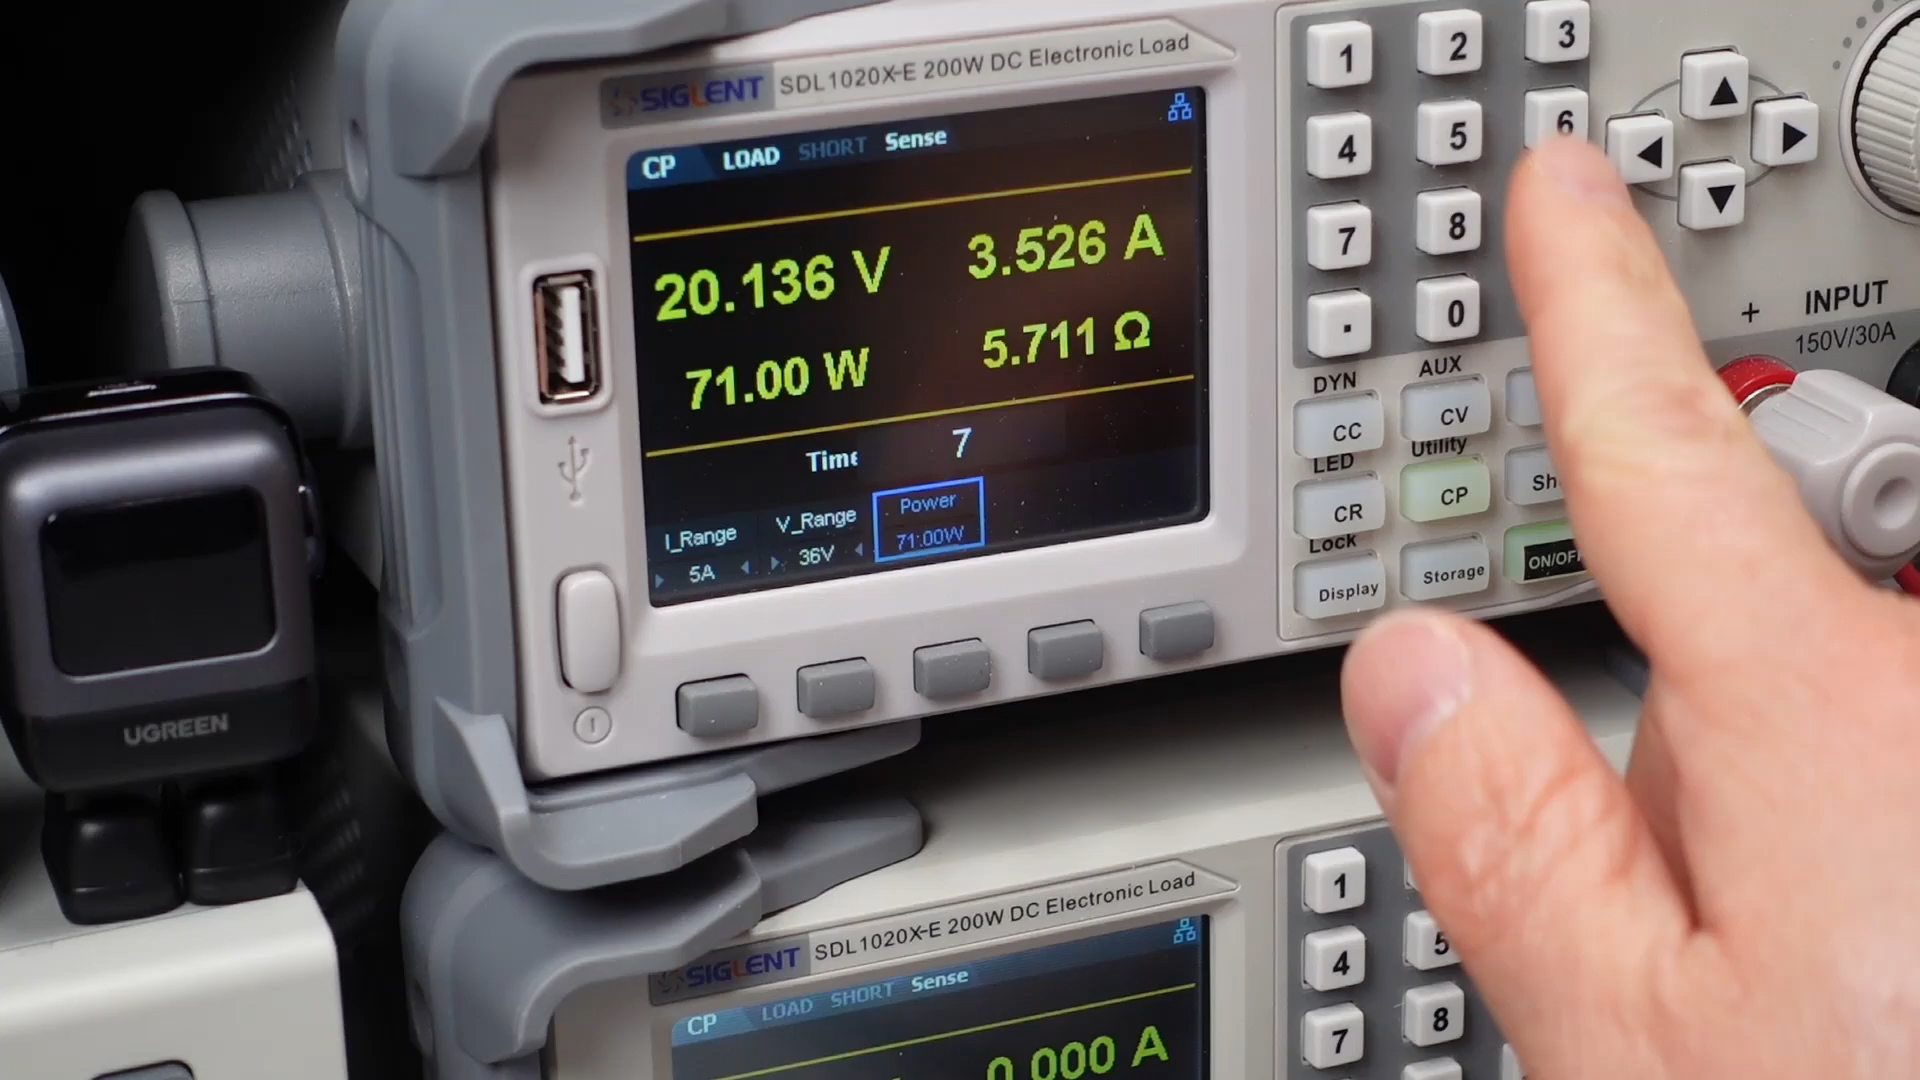 SIGLENT SDL1020X-E 200W DC Electronic Load
CP LOAD SHORT Sense
20.136 V 3.526 A
71.00 W 5.711 Ω
Time 7
I_Range V_Range Power
5A 36V 71.00W
1 2 3
4 5 6
7 8
. 0
+ INPUT
150V/30A
DYN AUX
CC CV
LED Utility
CR CP
Lock
Display Storage ON/OFF
UGREEN
SIGLENT SDL1020X-E 200W DC Electronic Load
CP LOAD SHORT Sense
0.000 A
1
4 5
7 8